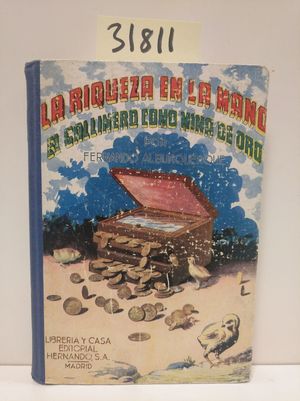 31811
LA RIQUEZA EN LA MANO
EL GALLINERO COMO MINA DE ORO
POR
FERNANDO ALBURQUERQUE
LIBRERIA Y CASA
EDITORIAL
HERNANDO, S.A.
MADRID